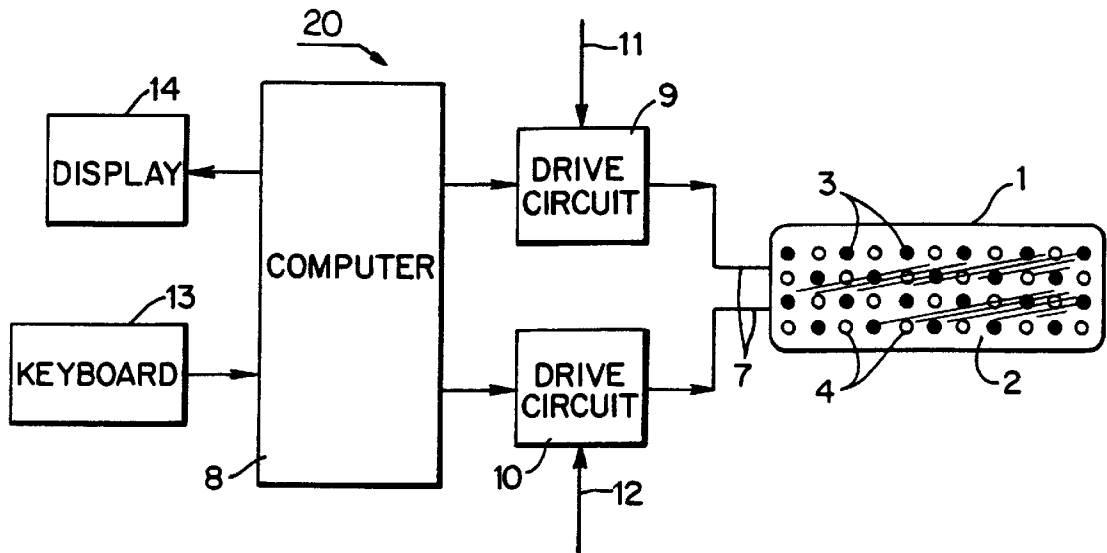 20
11
14
9
DISPLAY
DRIVE
CIRCUIT
3
1
COMPUTER
13
KEYBOARD
DRIVE
CIRCUIT
7
4
2
8
10
12